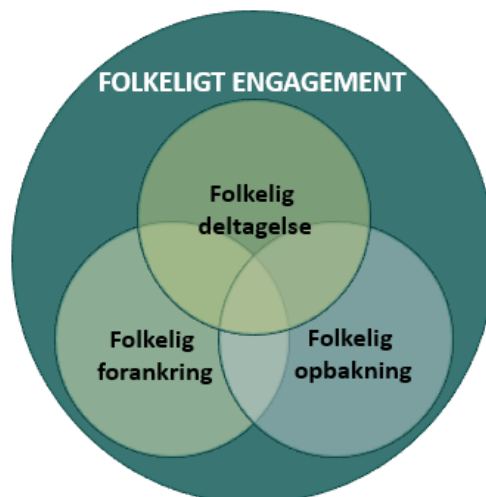 FOLKELIGT ENGAGEMENT
Folkelig
deltagelse
Folkelig
forankring
Folkelig
opbakning